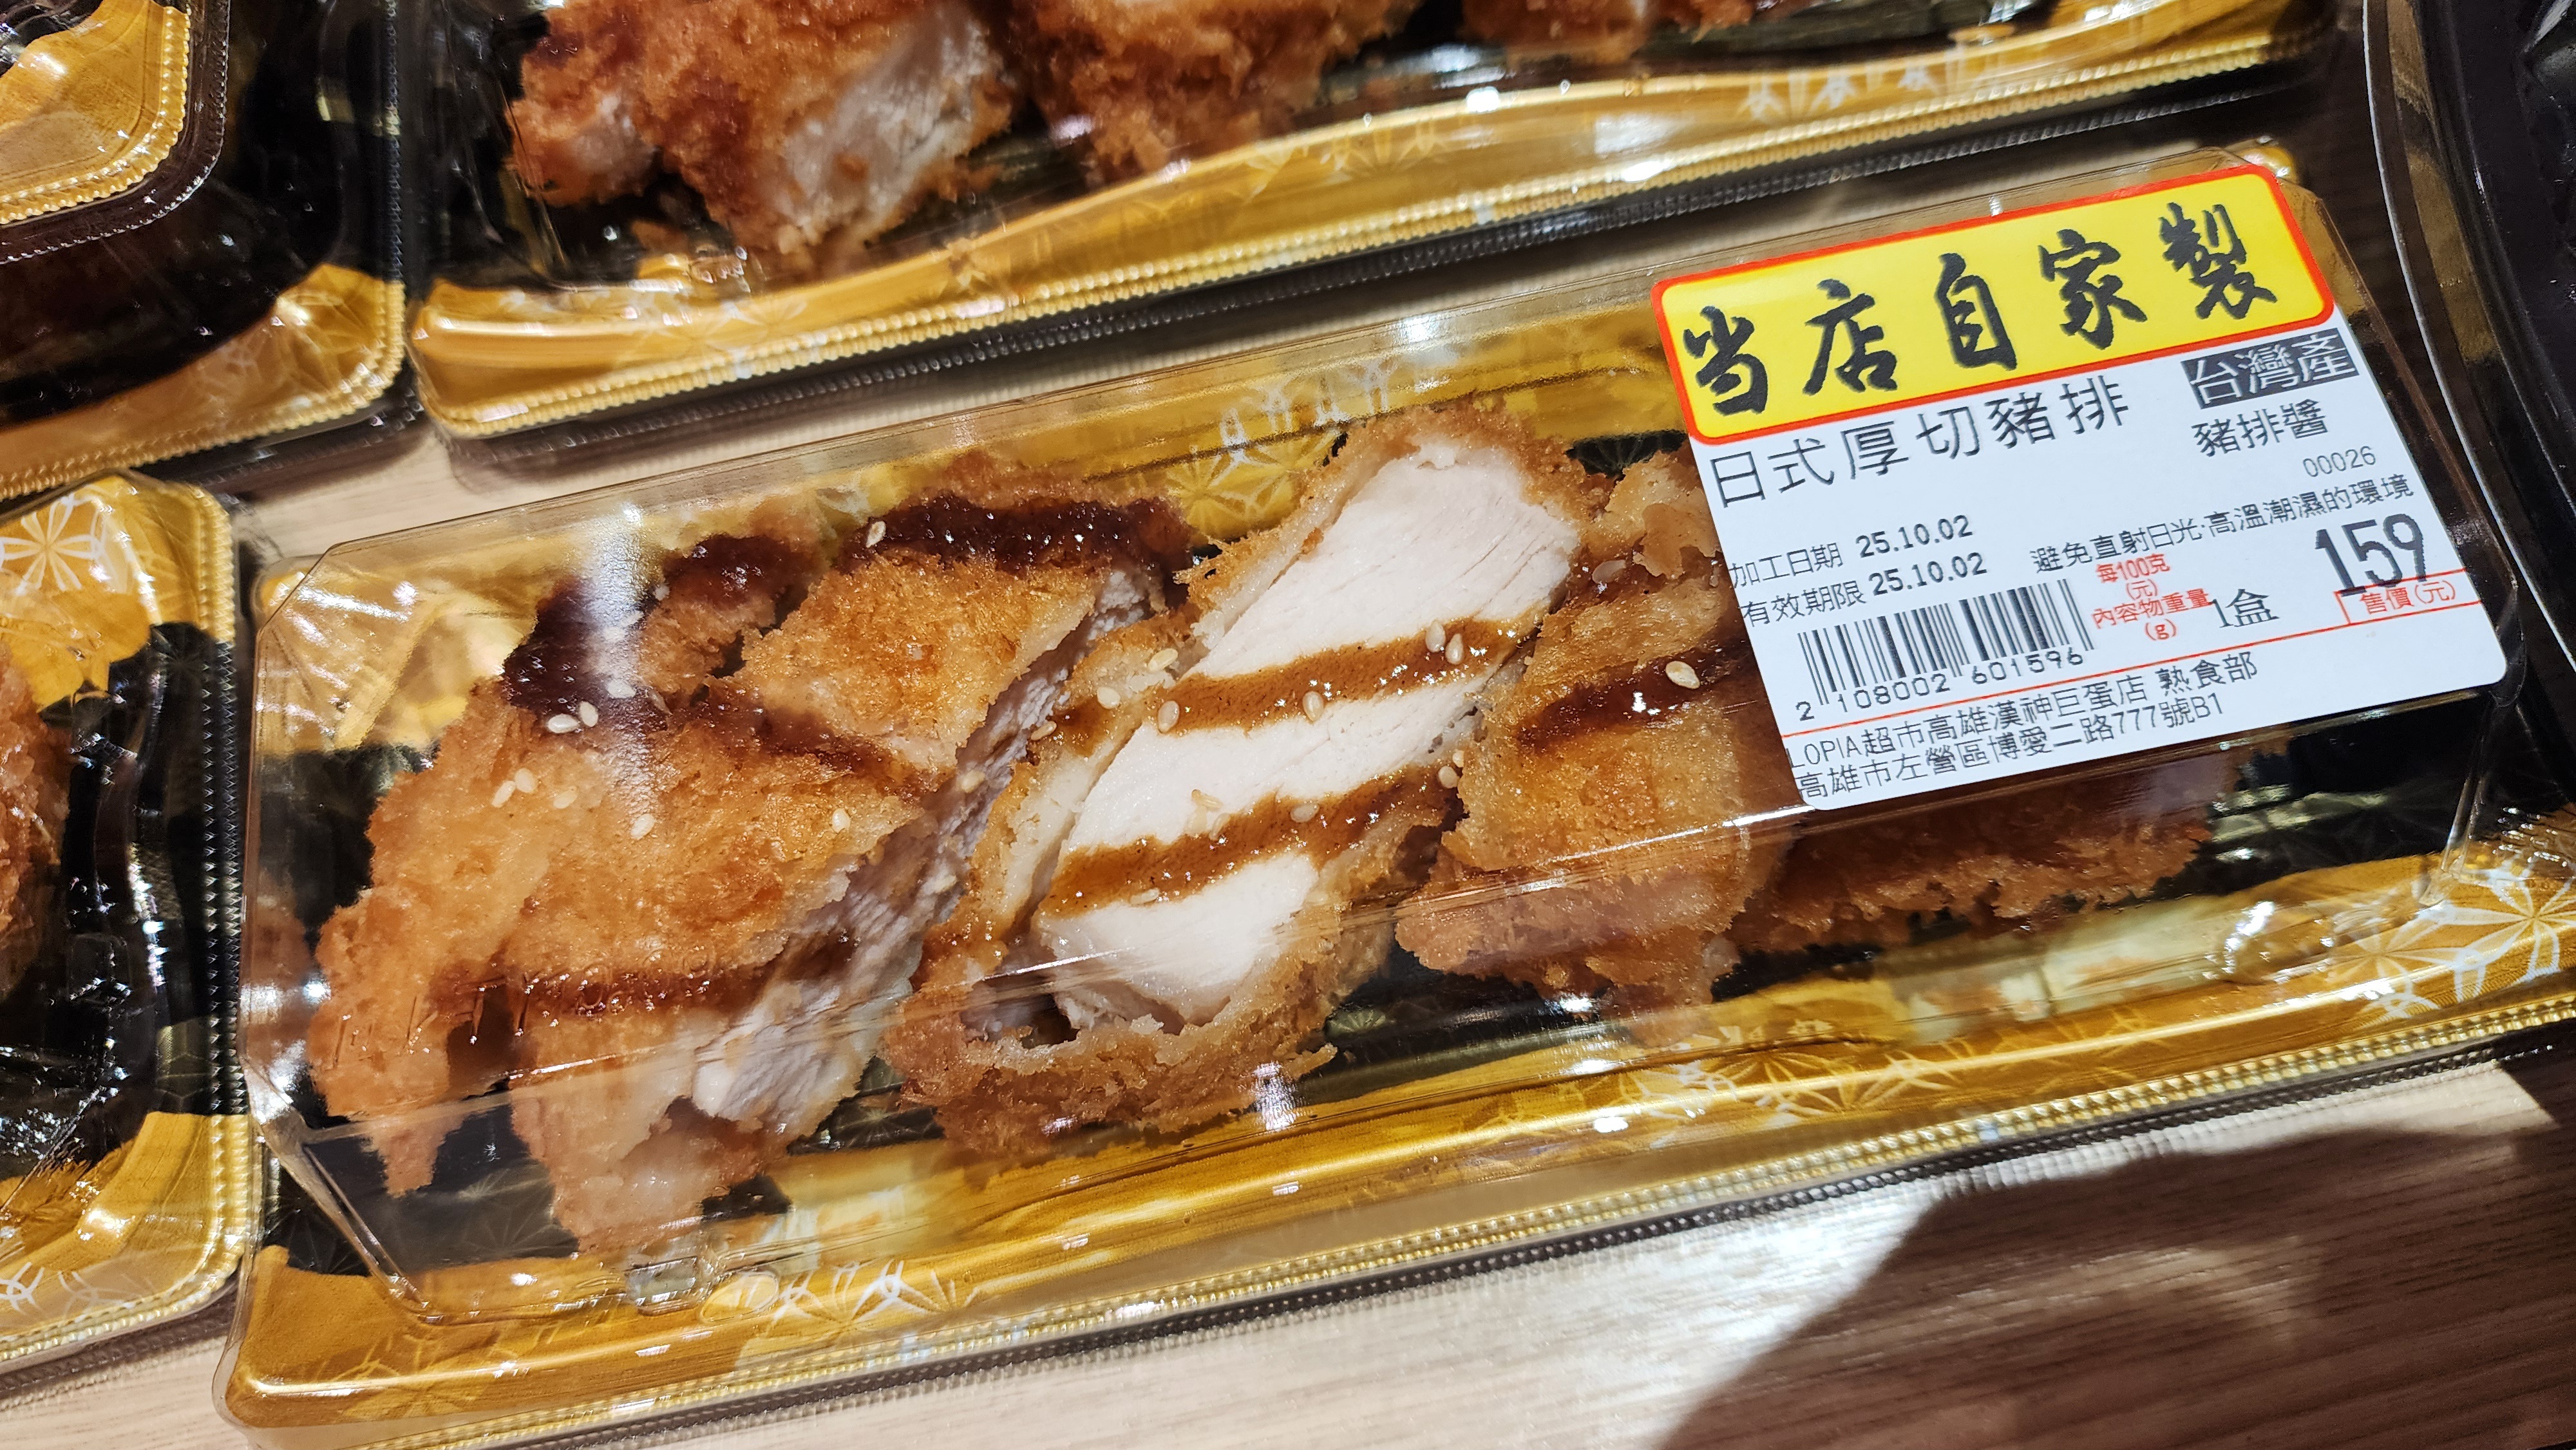 当店自家製
日式厚切豬排
台灣產
豬排醬
00026
加工日期 25.10.02
避免直射日光·高溫潮濕的環境
有效期限 25.10.02
每100克
(元)
159
內容物重量
(g)
1盒
售價(元)
2 108002 601596
LOPIA超市高雄漢神巨蛋店 熟食部
高雄市左營區博愛二路777號B1